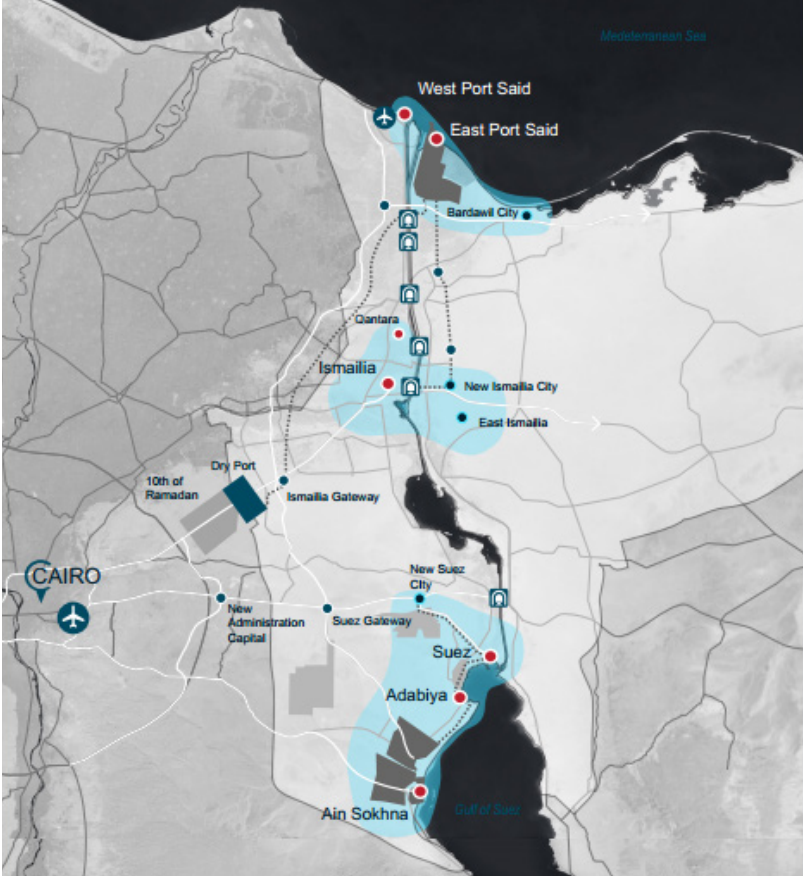 Medeterranean Sea
West Port Said
East Port Said
Bardawil City
Qantara
Ismailia
New Ismailia City
East Ismailia
Dry Port
10th of
Ramadan
Ismailia Gateway
CAIRO
New Suez
City
New
Administration
Capital
Suez Gateway
Suez
Adabiya
Ain Sokhna
Gulf of Suez